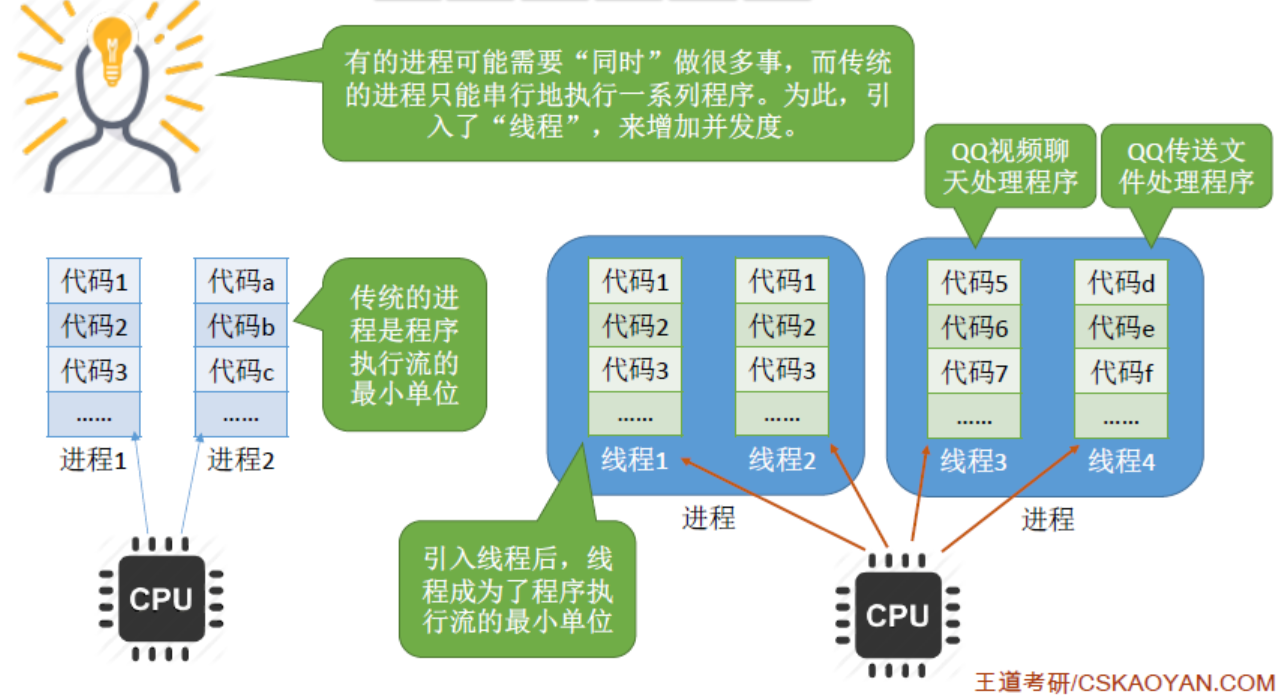 有的进程可能需要“同时”做很多事，而传统
的进程只能串行地执行一系列程序。为此，引
入了“线程”，来增加并发度。
QQ视频聊
天处理程序
QQ传送文
件处理程序
代码1
代码2
代码3
……
进程1
代码a
代码b
代码c
……
进程2
传统的进
程是程序
执行流的
最小单位
代码1
代码2
代码3
……
线程1
代码1
代码2
代码3
……
线程2
进程
代码5
代码6
代码7
……
线程3
代码d
代码e
代码f
……
线程4
进程
引入线程后，线
程成为了程序执
行流的最小单位
CPU
CPU
王道考研/CSKAOYAN.COM